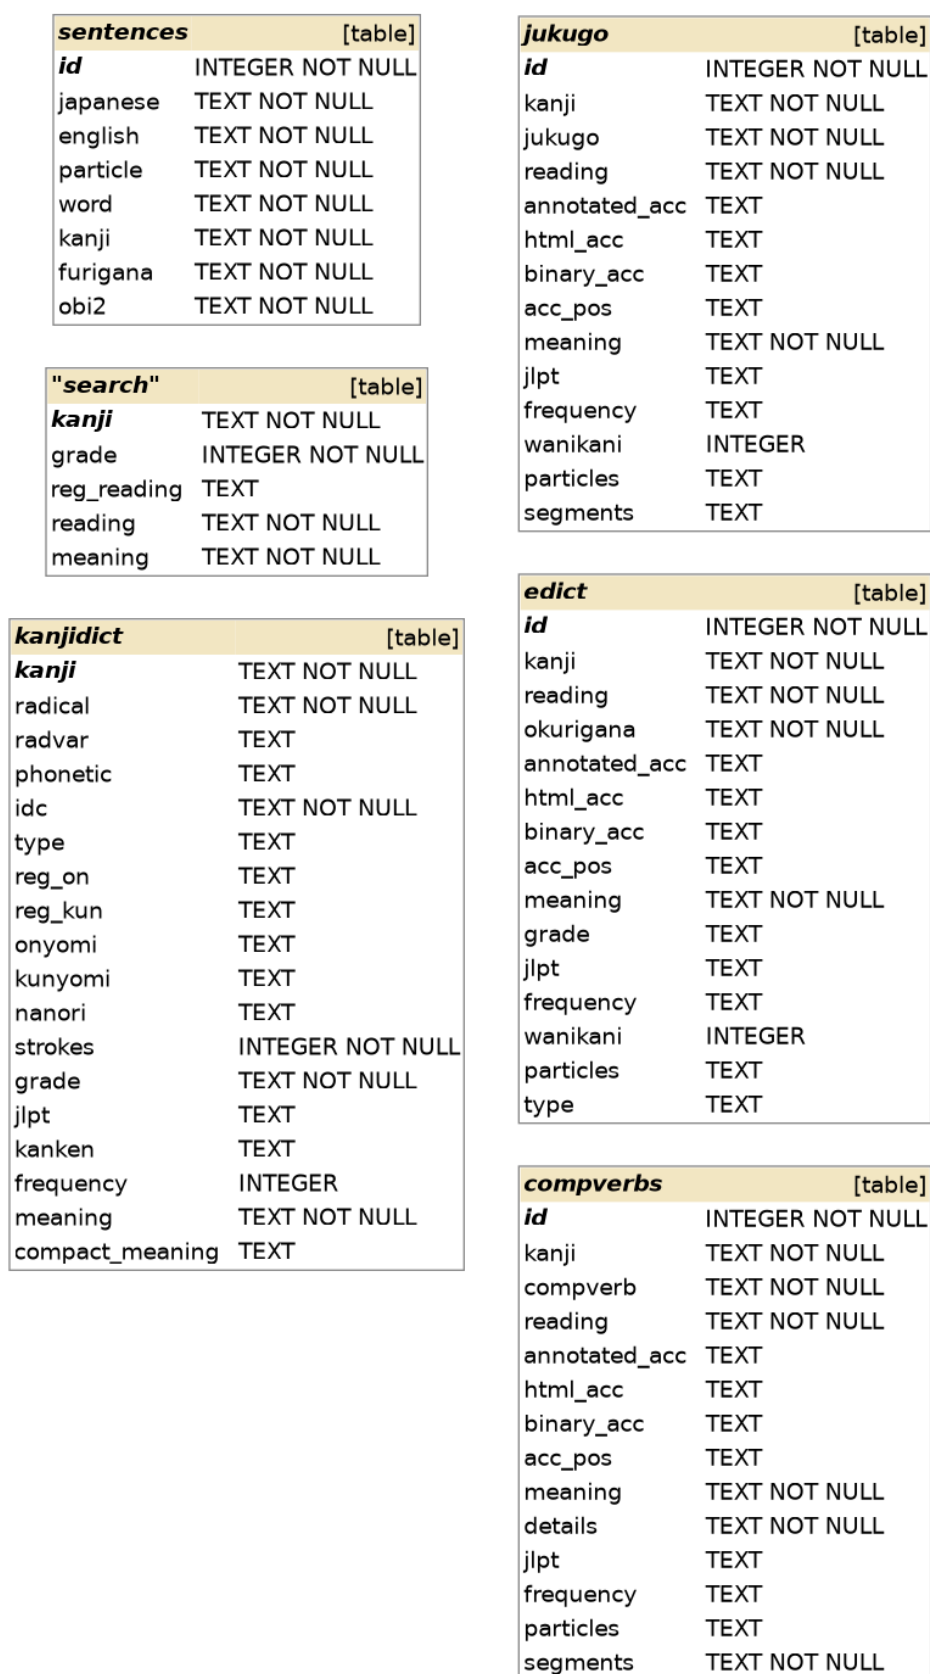 sentences [table]
id INTEGER NOT NULL
japanese TEXT NOT NULL
english TEXT NOT NULL
particle TEXT NOT NULL
word TEXT NOT NULL
kanji TEXT NOT NULL
furigana TEXT NOT NULL
obi2 TEXT NOT NULL
"search" [table]
kanji TEXT NOT NULL
grade INTEGER NOT NULL
reg_reading TEXT
reading TEXT NOT NULL
meaning TEXT NOT NULL
kanjidict [table]
kanji TEXT NOT NULL
radical TEXT NOT NULL
radvar TEXT
phonetic TEXT
idc TEXT NOT NULL
type TEXT
reg_on TEXT
reg_kun TEXT
onyomi TEXT
kunyomi TEXT
nanori TEXT
strokes INTEGER NOT NULL
grade TEXT NOT NULL
jlpt TEXT
kanken TEXT
frequency INTEGER
meaning TEXT NOT NULL
compact_meaning TEXT
jukugo [table]
id INTEGER NOT NULL
kanji TEXT NOT NULL
jukugo TEXT NOT NULL
reading TEXT NOT NULL
annotated_acc TEXT
html_acc TEXT
binary_acc TEXT
acc_pos TEXT
meaning TEXT NOT NULL
jlpt TEXT
frequency TEXT
wanikani INTEGER
particles TEXT
segments TEXT
edict [table]
id INTEGER NOT NULL
kanji TEXT NOT NULL
reading TEXT NOT NULL
okurigana TEXT NOT NULL
annotated_acc TEXT
html_acc TEXT
binary_acc TEXT
acc_pos TEXT
meaning TEXT NOT NULL
grade TEXT
jlpt TEXT
frequency TEXT
wanikani INTEGER
particles TEXT
type TEXT
compverbs [table]
id INTEGER NOT NULL
kanji TEXT NOT NULL
compverb TEXT NOT NULL
reading TEXT NOT NULL
annotated_acc TEXT
html_acc TEXT
binary_acc TEXT
acc_pos TEXT
meaning TEXT NOT NULL
details TEXT NOT NULL
jlpt TEXT
frequency TEXT
particles TEXT
segments TEXT NOT NULL